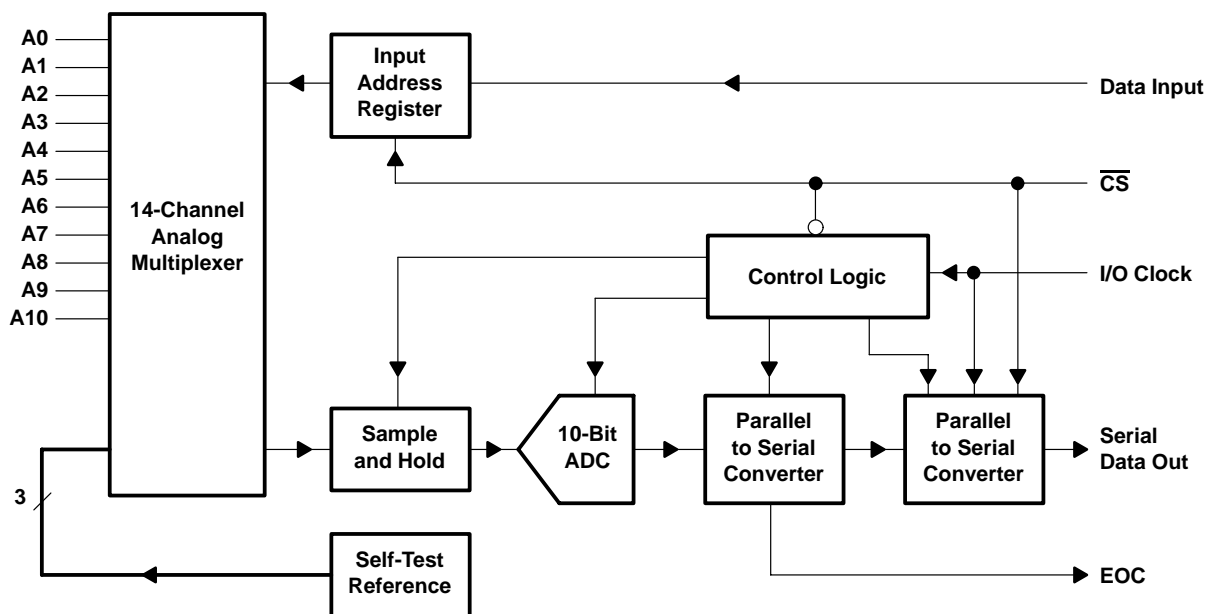 A0
A1
A2
A3
A4
A5
A6
A7
A8
A9
A10
14-Channel
Analog
Multiplexer
3
Input
Address
Register
Data Input
C̅S̅
Control Logic
I/O Clock
Sample
and Hold
10-Bit
ADC
Parallel
to Serial
Converter
Parallel
to Serial
Converter
Serial
Data Out
Self-Test
Reference
EOC